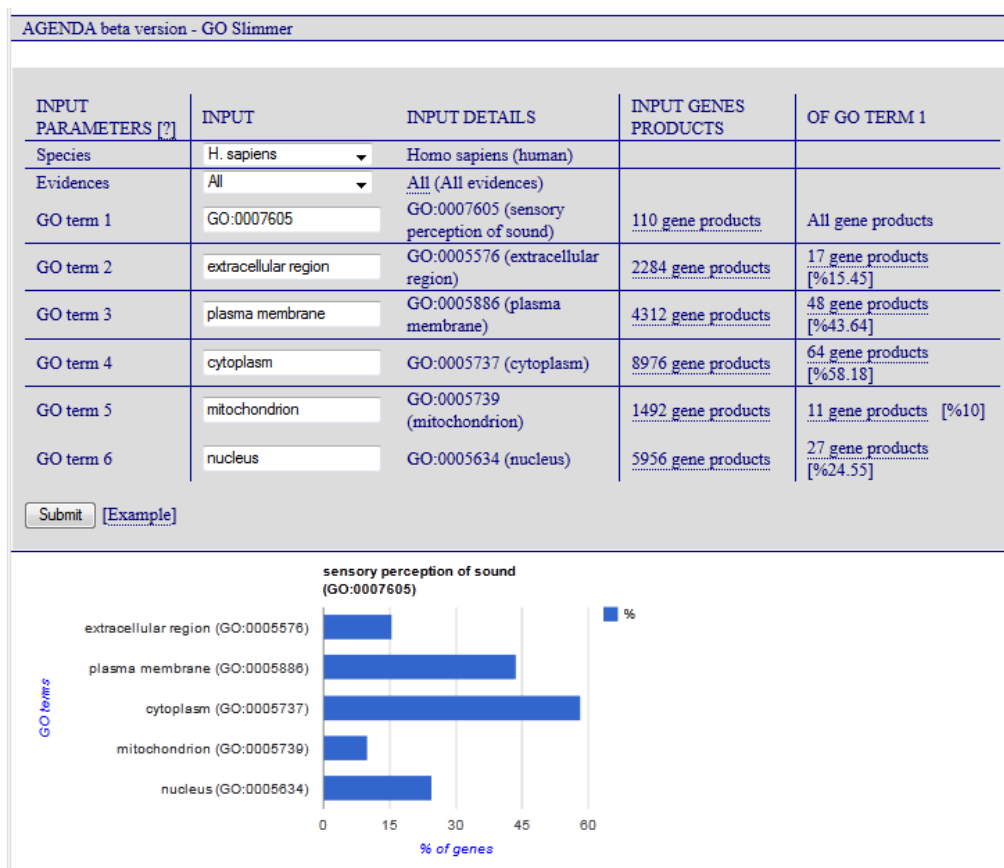 AGENDA beta version - GO Slimmer
INPUT
PARAMETERS [?]
INPUT
INPUT DETAILS
INPUT GENES
PRODUCTS
OF GO TERM 1
Species
H. sapiens
Homo sapiens (human)
Evidences
All
All (All evidences)
GO term 1
GO:0007605
GO:0007605 (sensory
perception of sound)
110 gene products
All gene products
GO term 2
extracellular region
GO:0005576 (extracellular
region)
2284 gene products
17 gene products
[%15.45]
GO term 3
plasma membrane
GO:0005886 (plasma
membrane)
4312 gene products
48 gene products
[%43.64]
GO term 4
cytoplasm
GO:0005737 (cytoplasm)
8976 gene products
64 gene products
[%58.18]
GO term 5
mitochondrion
GO:0005739
(mitochondrion)
1492 gene products
11 gene products [%10]
GO term 6
nucleus
GO:0005634 (nucleus)
5956 gene products
27 gene products
[%24.55]
Submit [Example]
sensory perception of sound
(GO:0007605)
%
extracellular region (GO:0005576)
plasma membrane (GO:0005886)
cytoplasm (GO:0005737)
mitochondrion (GO:0005739)
nucleus (GO:0005634)
GO terms
0 15 30 45 60
% of genes